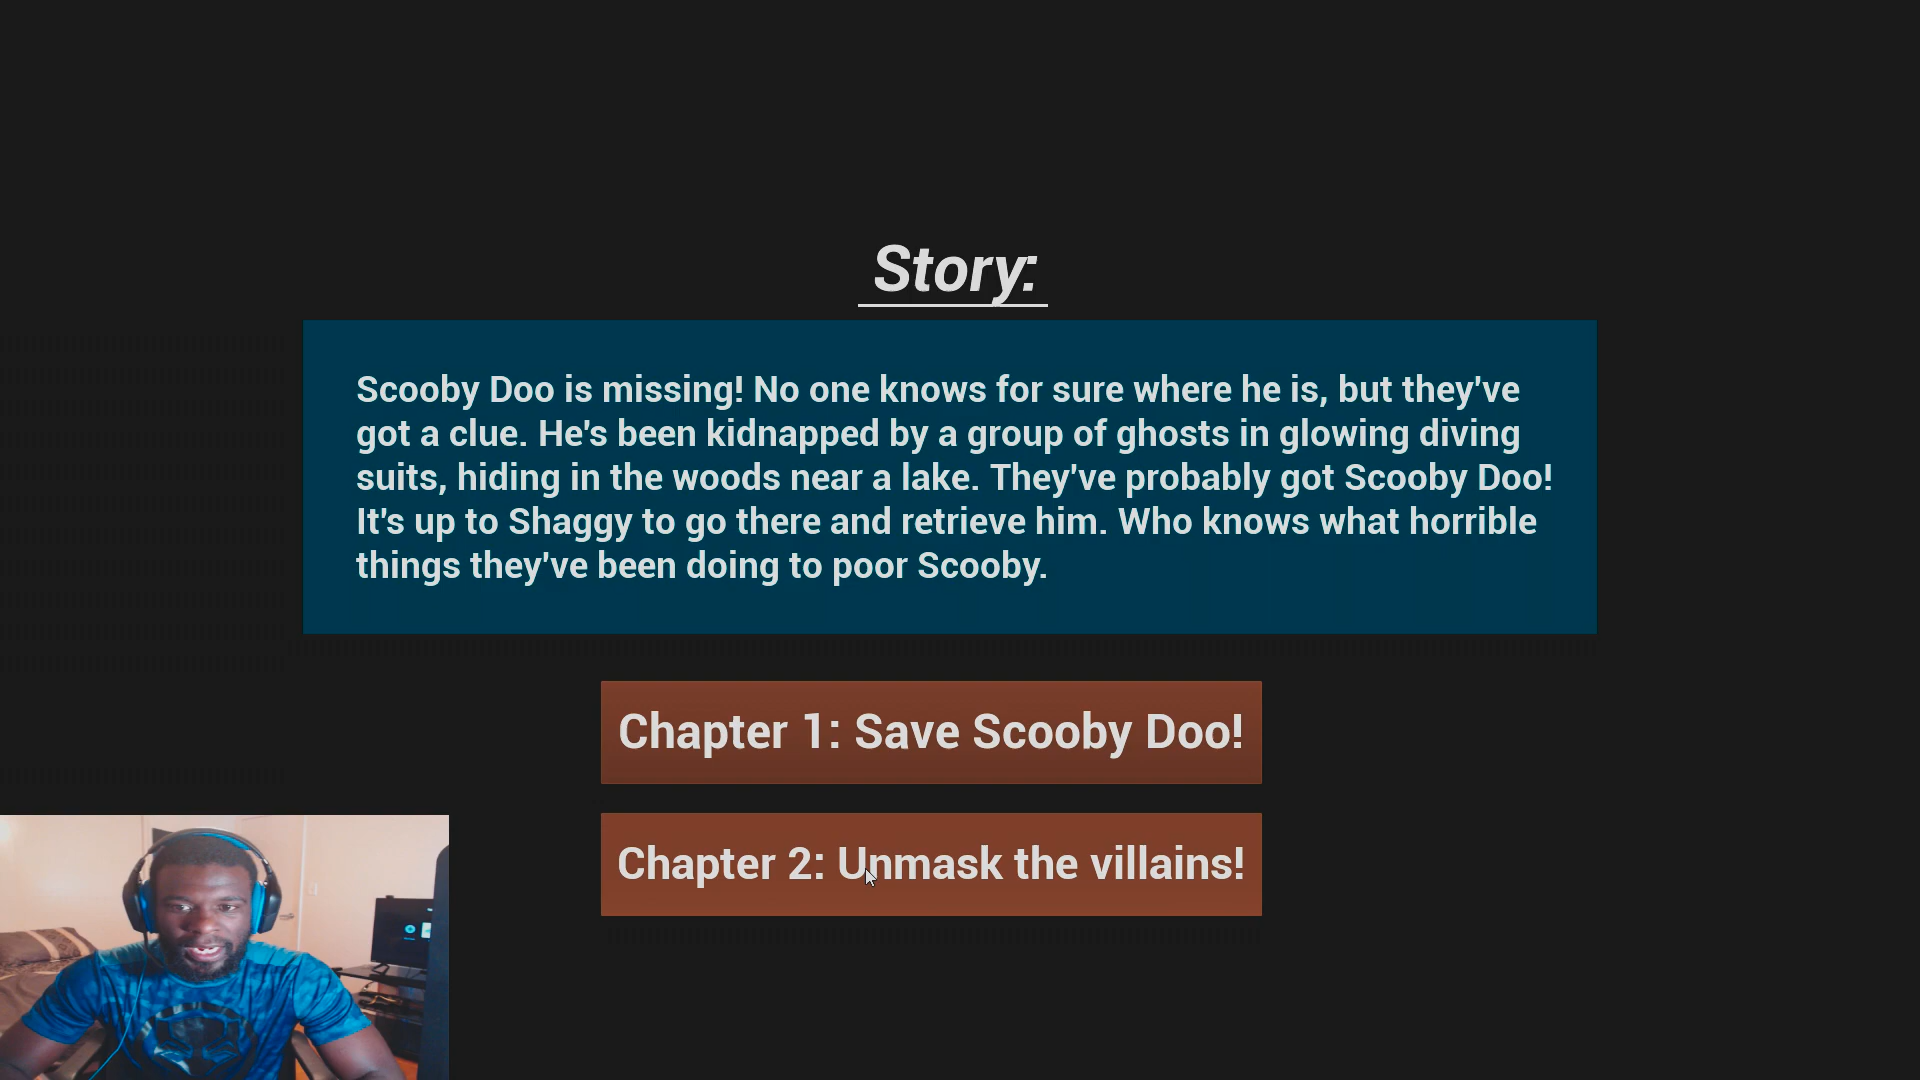 Story:
Scooby Doo is missing! No one knows for sure where he is, but they've
got a clue. He's been kidnapped by a group of ghosts in glowing diving
suits, hiding in the woods near a lake. They've probably got Scooby Doo!
It's up to Shaggy to go there and retrieve him. Who knows what horrible
things they've been doing to poor Scooby.
Chapter 1: Save Scooby Doo!
Chapter 2: Unmask the villains!